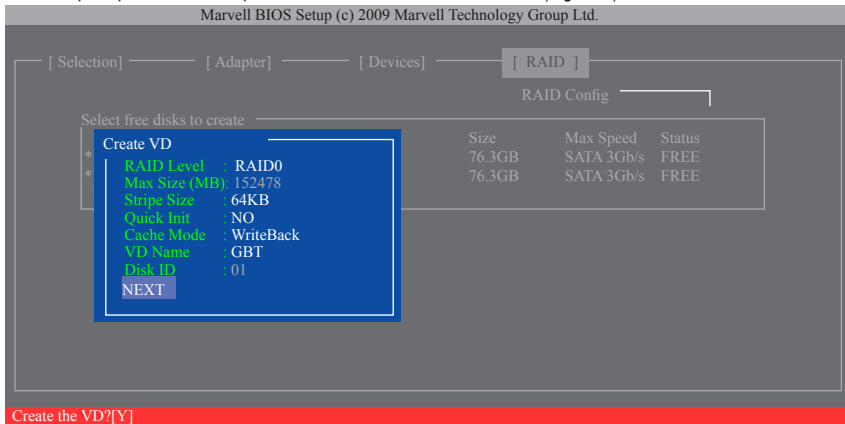 Marvell BIOS Setup (c) 2009 Marvell Technology Group Ltd.
[ Selection] [ Adapter] [ Devices] [ RAID ]
RAID Config
Select free disks to create
Size Max Speed Status
* 76.3GB SATA 3Gb/s FREE
* 76.3GB SATA 3Gb/s FREE
Create VD
RAID Level : RAID0
Max Size (MB): 152478
Stripe Size : 64KB
Quick Init : NO
Cache Mode : WriteBack
VD Name : GBT
Disk ID : 01
NEXT
Create the VD?[Y]